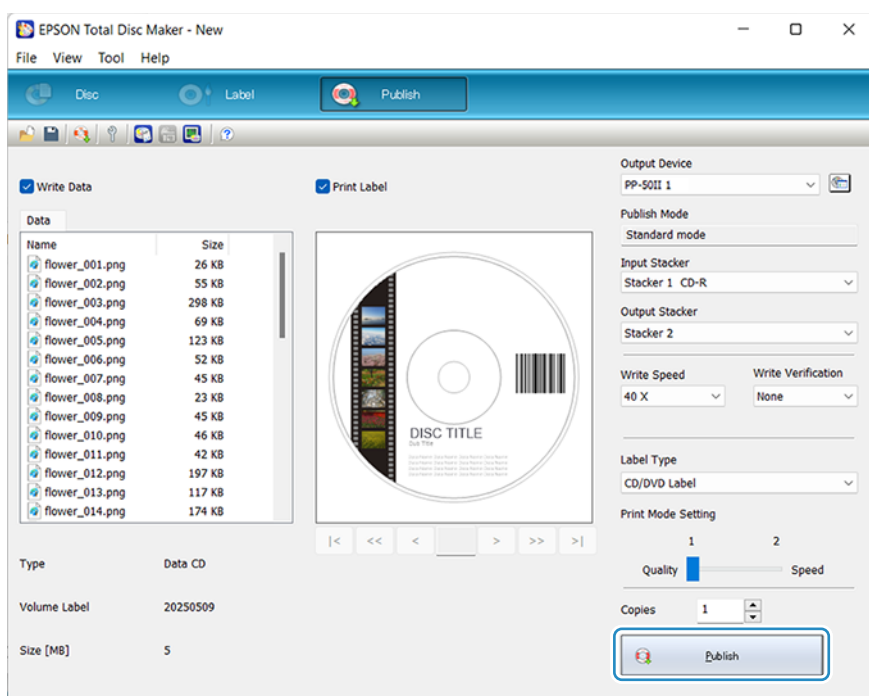 EPSON Total Disc Maker - New
File View Tool Help
Disc Label Publish
Write Data
Data
Name Size
flower_001.png 26 KB
flower_002.png 55 KB
flower_003.png 298 KB
flower_004.png 69 KB
flower_005.png 123 KB
flower_006.png 52 KB
flower_007.png 45 KB
flower_008.png 23 KB
flower_009.png 45 KB
flower_010.png 46 KB
flower_011.png 42 KB
flower_012.png 197 KB
flower_013.png 117 KB
flower_014.png 174 KB
Type Data CD
Volume Label 20250509
Size [MB] 5
Print Label
DISC TITLE
Sub Title
|< << < > >> >|
Output Device
PP-50II 1
Publish Mode
Standard mode
Input Stacker
Stacker 1 CD-R
Output Stacker
Stacker 2
Write Speed Write Verification
40 X None
Label Type
CD/DVD Label
Print Mode Setting
1 2
Quality Speed
Copies 1
Publish